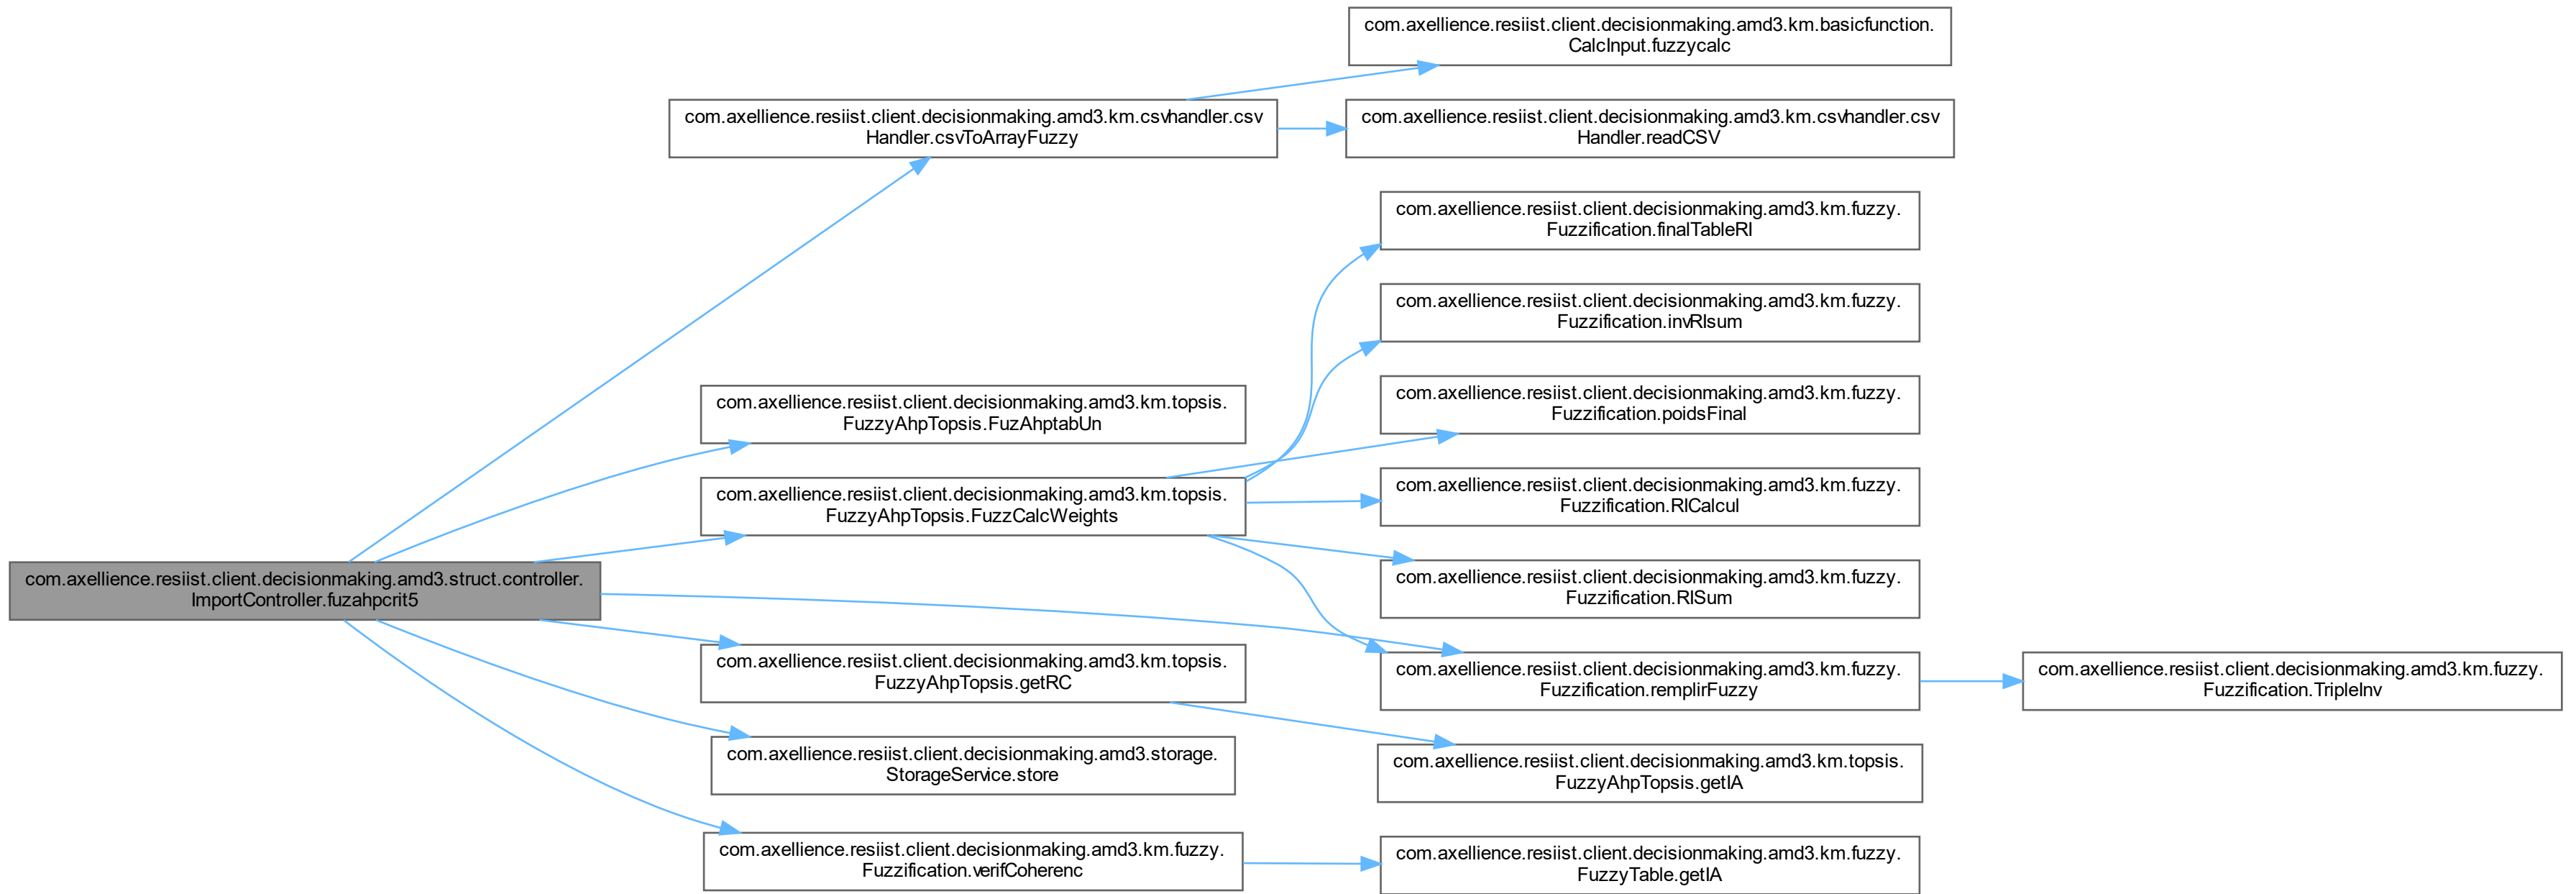 com.axellience.resiist.client.decisionmaking.amd3.struct.controller.
ImportController.fuzahpcrit5
com.axellience.resiist.client.decisionmaking.amd3.km.csvhandler.csv
Handler.csvToArrayFuzzy
com.axellience.resiist.client.decisionmaking.amd3.km.topsis.
FuzzyAhpTopsis.FuzAhptabUn
com.axellience.resiist.client.decisionmaking.amd3.km.topsis.
FuzzyAhpTopsis.FuzzCalcWeights
com.axellience.resiist.client.decisionmaking.amd3.km.topsis.
FuzzyAhpTopsis.getRC
com.axellience.resiist.client.decisionmaking.amd3.storage.
StorageService.store
com.axellience.resiist.client.decisionmaking.amd3.km.fuzzy.
Fuzzification.verifCoherenc
com.axellience.resiist.client.decisionmaking.amd3.km.basicfunction.
CalcInput.fuzzycalc
com.axellience.resiist.client.decisionmaking.amd3.km.csvhandler.csv
Handler.readCSV
com.axellience.resiist.client.decisionmaking.amd3.km.fuzzy.
Fuzzification.finalTableRI
com.axellience.resiist.client.decisionmaking.amd3.km.fuzzy.
Fuzzification.invRIsum
com.axellience.resiist.client.decisionmaking.amd3.km.fuzzy.
Fuzzification.poidsFinal
com.axellience.resiist.client.decisionmaking.amd3.km.fuzzy.
Fuzzification.RICalcul
com.axellience.resiist.client.decisionmaking.amd3.km.fuzzy.
Fuzzification.RISum
com.axellience.resiist.client.decisionmaking.amd3.km.fuzzy.
Fuzzification.remplirFuzzy
com.axellience.resiist.client.decisionmaking.amd3.km.topsis.
FuzzyAhpTopsis.getIA
com.axellience.resiist.client.decisionmaking.amd3.km.fuzzy.
FuzzyTable.getIA
com.axellience.resiist.client.decisionmaking.amd3.km.fuzzy.
Fuzzification.TripleInv